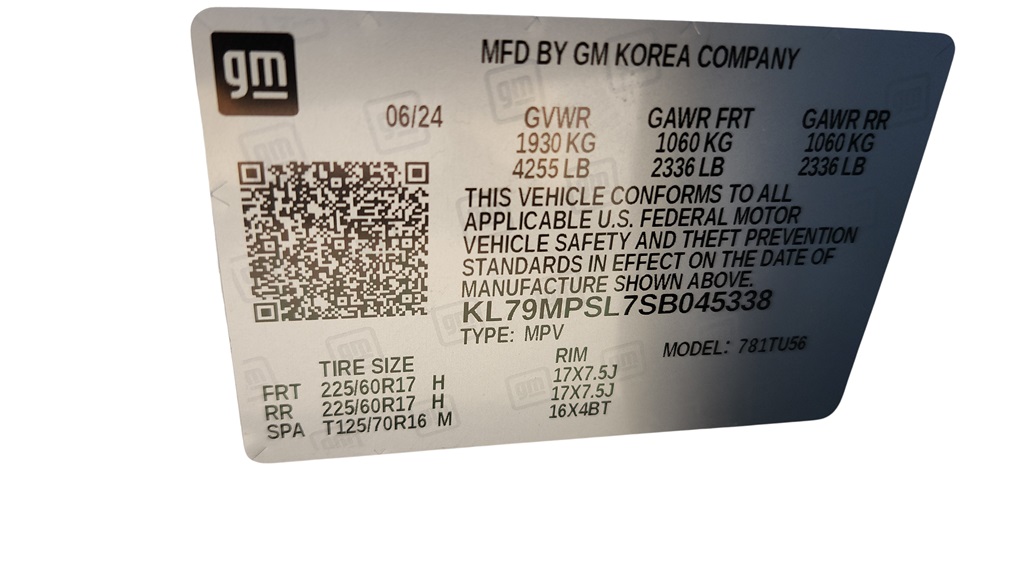 gm
MFD BY GM KOREA COMPANY
06/24 GVWR GAWR FRT GAWR RR
1930 KG 1060 KG 1060 KG
4255 LB 2336 LB 2336 LB
THIS VEHICLE CONFORMS TO ALL
APPLICABLE U.S. FEDERAL MOTOR
VEHICLE SAFETY AND THEFT PREVENTION
STANDARDS IN EFFECT ON THE DATE OF
MANUFACTURE SHOWN ABOVE.
KL79MPSL7SB045338
TYPE: MPV MODEL: 781TU56
TIRE SIZE RIM
FRT 225/60R17 H 17X7.5J
RR 225/60R17 H 17X7.5J
SPA T125/70R16 M 16X4BT